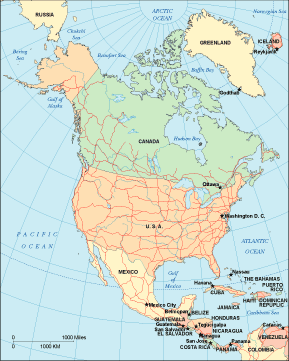 RUSSIA
ARCTIC
OCEAN
Norwegian Sea
Chukchi
Sea
GREENLAND
ICELAND
Reykjavik
Bering
Sea
Beaufort Sea
Baffin Bay
Godthab
Gulf of
Alaska
Hudson Bay
CANADA
Ottawa
Washington D. C.
PACIFIC
OCEAN
U. S. A.
ATLANTIC
OCEAN
MEXICO
Gulf
of
Mexico
Nassau
THE BAHAMAS
Havana
CUBA
PUERTO
RICO
HAITI
DOMINICAN
REPUBLIC
Mexico City
JAMAICA
Belmopan
BELIZE
Caribbean Sea
GUATEMALA
HONDURAS
Guatemala
Tegucigalpa
San Salvador
NICARAGUA
Caracas
EL SALVADOR
Managua
San Jose
Panama
VENEZUELA
COSTA RICA
PANAMA
COLOMBIA
0 1000 Miles
0 1000 KM